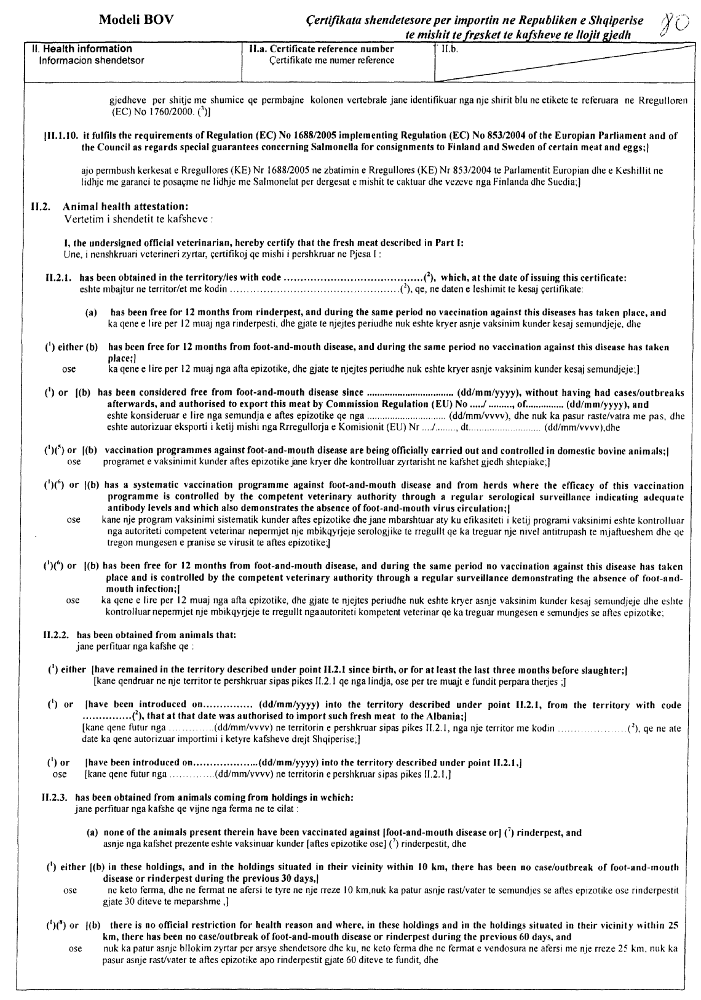 Modeli BOV
Çertifikata shendetesore per importin ne Republiken e Shqiperise
te mishit te fresket te kafsheve te llojit gjedh
80
II. Health information
Informacion shendetsor
II.a. Certificate reference number
Çertifikate me numer reference
II.b.
gjedheve per shitje me shumice qe permbajne kolonen vertebrale jane identifikuar nga nje shirit blu ne etikete te referuara ne Rregulloren
(EC) No 1760/2000. (³)]
[II.1.10. it fulfils the requirements of Regulation (EC) No 1688/2005 implementing Regulation (EC) No 853/2004 of the Europian Parliament and of
the Council as regards special guarantees concerning Salmonella for consignments to Finland and Sweden of certain meat and eggs;]
ajo permbush kerkesat e Rregullores (KE) Nr 1688/2005 ne zbatimin e Rregullores (KE) Nr 853/2004 te Parlamentit Europian dhe e Keshillit ne
lidhje me garanci te posaçme ne lidhje me Salmonelat per dergesat e mishit te caktuar dhe vezeve nga Finlanda dhe Suedia;]
II.2. Animal health attestation:
Vertetim i shendetit te kafsheve :
I, the undersigned official veterinarian, hereby certify that the fresh meat described in Part I:
Une, i nenshkruari veterineri zyrtar, çertifikoj qe mishi i pershkruar ne Pjesa I :
II.2.1. has been obtained in the territory/ies with code ........................................(²), which, at the date of issuing this certificate:
eshte mbajtur ne territor/et me kodin ................................................(²), qe, ne daten e leshimit te kesaj çertifikate:
(a) has been free for 12 months from rinderpest, and during the same period no vaccination against this diseases has taken place, and
ka qene e lire per 12 muaj nga rinderpesti, dhe gjate te njejtes periudhe nuk eshte kryer asnje vaksinim kunder kesaj semundjeje, dhe
(¹) either (b) has been free for 12 months from foot-and-mouth disease, and during the same period no vaccination against this disease has taken
place;]
ose ka qene e lire per 12 muaj nga afta epizotike, dhe gjate te njejtes periudhe nuk eshte kryer asnje vaksinim kunder kesaj semundjeje;]
(¹) or [(b) has been considered free from foot-and-mouth disease since .................................. (dd/mm/yyyy), without having had cases/outbreaks
afterwards, and authorised to export this meat by Commission Regulation (EU) No ...../ ........., of............... (dd/mm/yyyy), and
eshte konsideruar e lire nga semundja e aftes epizotike qe nga .............................. (dd/mm/vvvv), dhe nuk ka pasur raste/vatra me pas, dhe
eshte autorizuar eksporti i ketij mishi nga Rrregullorja e Komisionit (EU) Nr ..../........, dt............................ (dd/mm/vvvv),dhe
(¹)(⁵) or [(b) vaccination programmes against foot-and-mouth disease are being officially carried out and controlled in domestic bovine animals;]
ose programet e vaksinimit kunder aftes epizotike jane kryer dhe kontrolluar zyrtarisht ne kafshet gjedh shtepiake;]
(¹)(⁶) or [(b) has a systematic vaccination programme against foot-and-mouth disease and from herds where the efficacy of this vaccination
programme is controlled by the competent veterinary authority through a regular serological surveillance indicating adequate
antibody levels and which also demonstrates the absence of foot-and-mouth virus circulation;]
ose kane nje program vaksinimi sistematik kunder aftes epizotike dhe jane mbarshtuar aty ku efikasiteti i ketij programi vaksinimi eshte kontrolluar
nga autoriteti competent veterinar nepermjet nje mbikqyrjeje serologjike te rregullt qe ka treguar nje nivel antitrupash te mjaftueshem dhe qe
tregon mungesen e pranise se virusit te aftes epizotike;]
(¹)(⁶) or [(b) has been free for 12 months from foot-and-mouth disease, and during the same period no vaccination against this disease has taken
place and is controlled by the competent veterinary authority through a regular surveillance demonstrating the absence of foot-and-
mouth infection;]
ose ka qene e lire per 12 muaj nga afta epizotike, dhe gjate te njejtes periudhe nuk eshte kryer asnje vaksinim kunder kesaj semundjeje dhe eshte
kontrolluar nepermjet nje mbikqyrjeje te rregullt nga autoriteti kompetent veterinar qe ka treguar mungesen e semundjes se aftes epizotike;
II.2.2. has been obtained from animals that:
jane perfituar nga kafshe qe :
(¹) either [have remained in the territory described under point II.2.1 since birth, or for at least the last three months before slaughter;]
[kane qendruar ne nje territor te pershkruar sipas pikes II.2.1 qe nga lindja, ose per tre muajt e fundit perpara therjes ;]
(¹) or [have been introduced on.............. (dd/mm/yyyy) into the territory described under point II.2.1, from the territory with code
...............(²), that at that date was authorised to import such fresh meat to the Albania;]
[kane qene futur nga .............(dd/mm/vvvv) ne territorin e pershkruar sipas pikes II.2.1, nga nje territor me kodin ....................(²), qe ne ate
date ka qene autorizuar importimi i ketyre kafsheve drejt Shqiperise;]
(¹) or [have been introduced on...................(dd/mm/yyyy) into the territory described under point II.2.1,]
ose [kane qene futur nga ..............(dd/mm/vvvv) ne territorin e pershkruar sipas pikes II.2.1,]
II.2.3. has been obtained from animals coming from holdings in wchich:
jane perfituar nga kafshe qe vijne nga ferma ne te cilat :
(a) none of the animals present therein have been vaccinated against [foot-and-mouth disease or] (⁷) rinderpest, and
asnje nga kafshet prezente eshte vaksinuar kunder [aftes epizotike ose] (⁷) rinderpestit, dhe
(¹) either [(b) in these holdings, and in the holdings situated in their vicinity within 10 km, there has been no case/outbreak of foot-and-mouth
disease or rinderpest during the previous 30 days,]
ose ne keto ferma, dhe ne fermat ne afersi te tyre ne nje rreze 10 km,nuk ka patur asnje rast/vater te semundjes se aftes epizotike ose rinderpestit
gjate 30 diteve te meparshme ,]
(¹)(⁸) or [(b) there is no official restriction for health reason and where, in these holdings and in the holdings situated in their vicinity within 25
km, there has been no case/outbreak of foot-and-mouth disease or rinderpest during the previous 60 days, and
ose nuk ka patur asnje bllokim zyrtar per arsye shendetsore dhe ku, ne keto ferma dhe ne fermat e vendosura ne afersi me nje rreze 25 km, nuk ka
pasur asnje rast/vater te aftes epizotike apo rinderpestit gjate 60 diteve te fundit, dhe